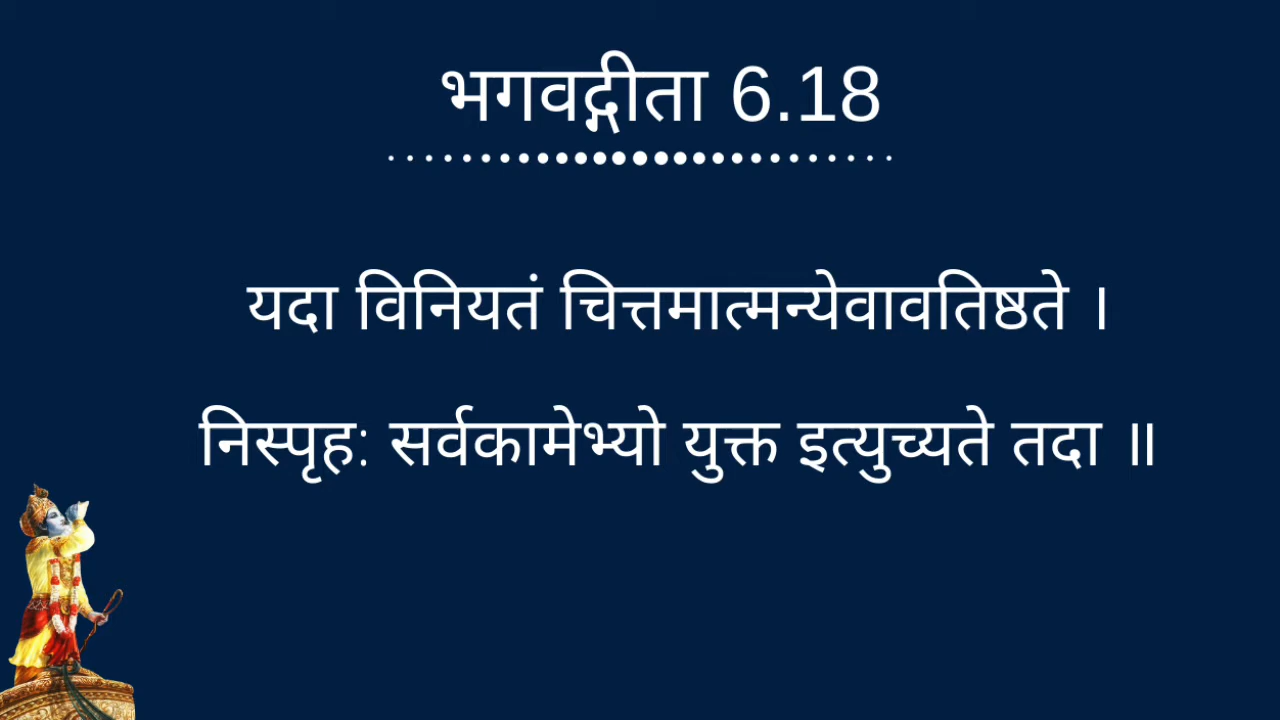 भगवद्गीता 6.18
यदा विनियतं चित्तमात्मन्येवावतिष्ठते ।
निस्पृह: सर्वकामेभ्यो युक्त इत्युच्यते तदा ॥